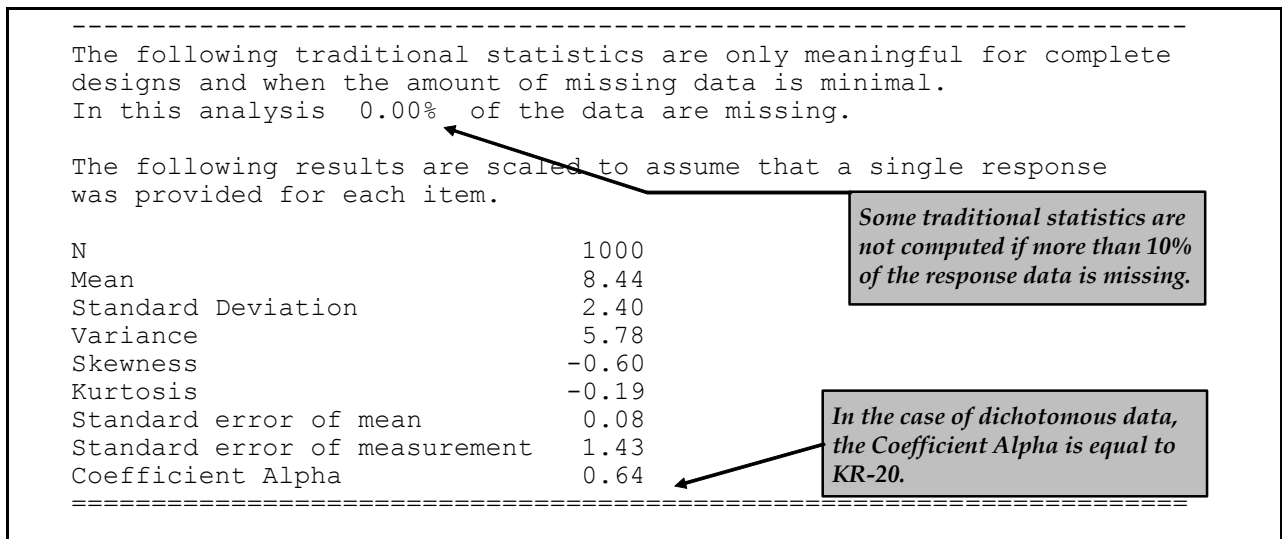 ---------------------------------------------------------------------
The following traditional statistics are only meaningful for complete
designs and when the amount of missing data is minimal.
In this analysis  0.00%  of the data are missing.
The following results are scaled to assume that a single response
was provided for each item.
Some traditional statistics are
not computed if more than 10%
of the response data is missing.
N 1000
Mean 8.44
Standard Deviation 2.40
Variance 5.78
Skewness -0.60
Kurtosis -0.19
Standard error of mean 0.08
Standard error of measurement 1.43
Coefficient Alpha 0.64
In the case of dichotomous data,
the Coefficient Alpha is equal to
KR-20.
=====================================================================